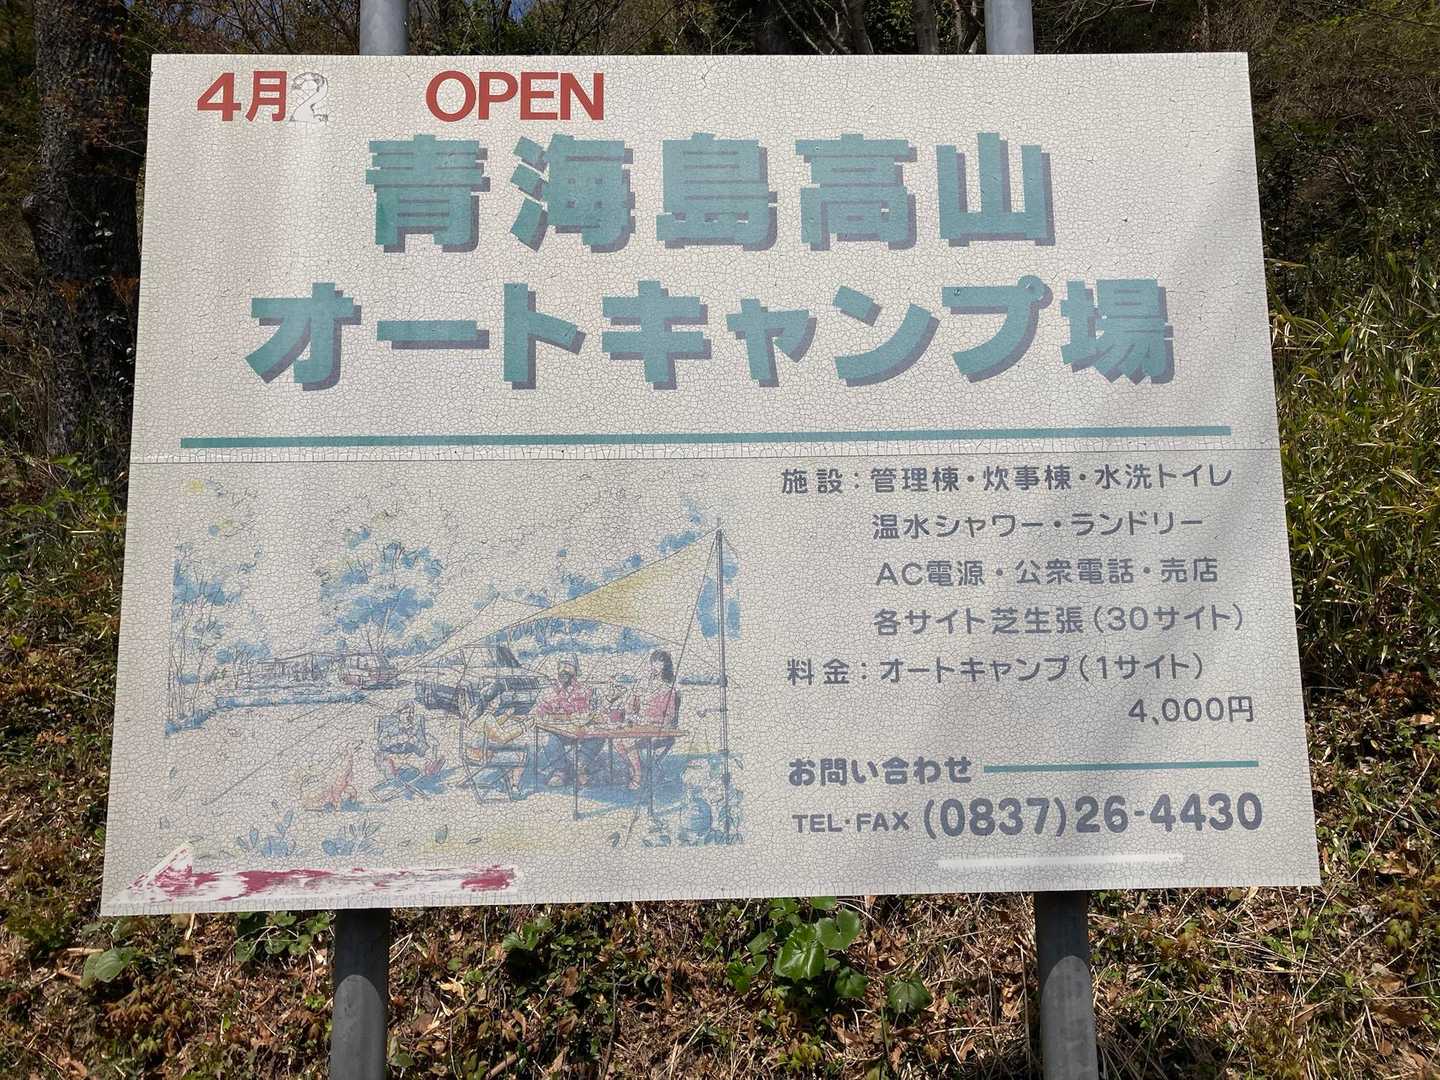 4月2 OPEN
青海島高山
オートキャンプ場
施設:管理棟・炊事棟・水洗トイレ
温水シャワー・ランドリー
AC電源・公衆電話・売店
各サイト芝生張(30サイト)
料金:オートキャンプ(1サイト)
4,000円
お問い合わせ
TEL・FAX (0837)26-4430